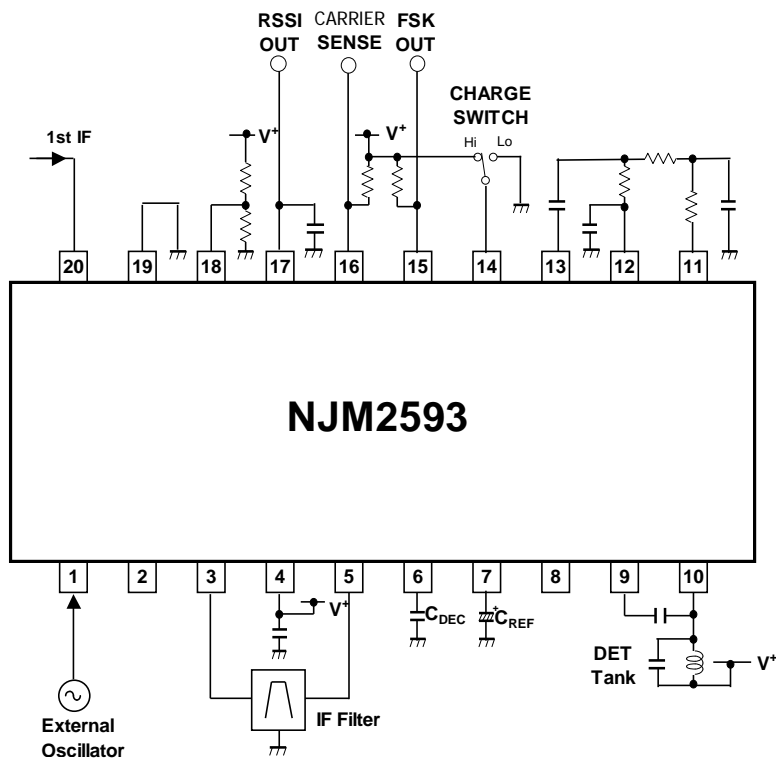 RSSI
OUT
CARRIER
SENSE
FSK
OUT
CHARGE
SWITCH
1st IF
V+
V+
Hi
Lo
20
19
18
17
16
15
14
13
12
11
NJM2593
1
2
3
4
5
6
7
8
9
10
V+
CDEC
+
CREF
DET
Tank
V+
IF Filter
External
Oscillator